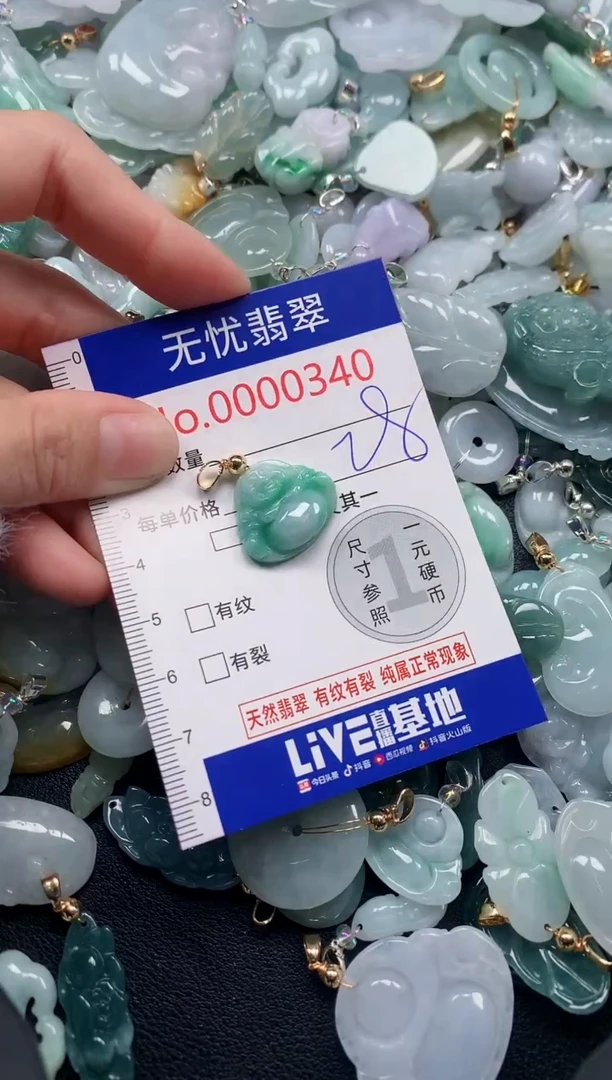 无忧翡翠
No.0000340
数量 28
每单价格 其一
有纹
有裂
尺寸参照 1 一元硬币
天然翡翠 有纹有裂 纯属正常现象
LiVE直播基地
今日头条 抖音 西瓜视频 抖音火山版
0
3
4
5
6
7
8